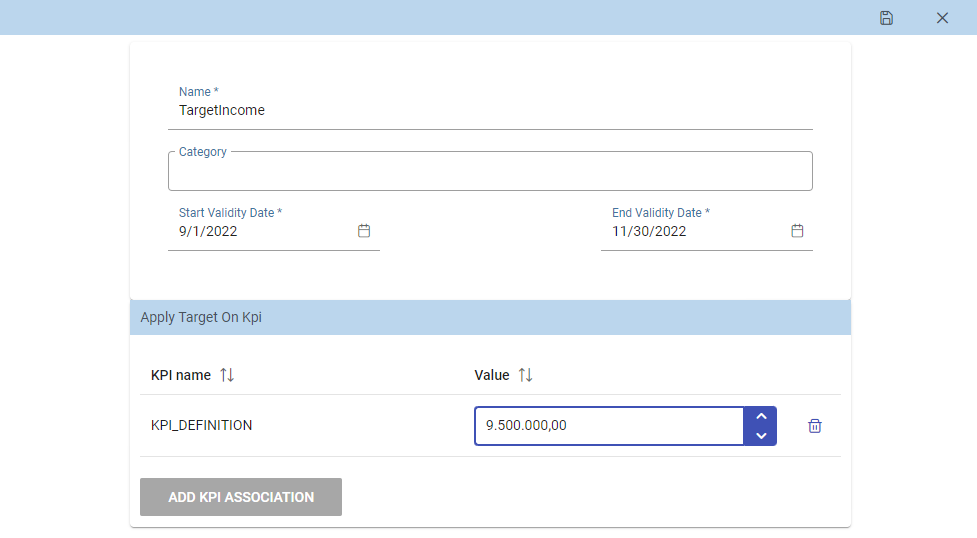 Name *
TargetIncome
Category
Start Validity Date *
End Validity Date *
9/1/2022
11/30/2022
Apply Target On Kpi
KPI name
Value
KPI_DEFINITION
9.500.000,00
ADD KPI ASSOCIATION